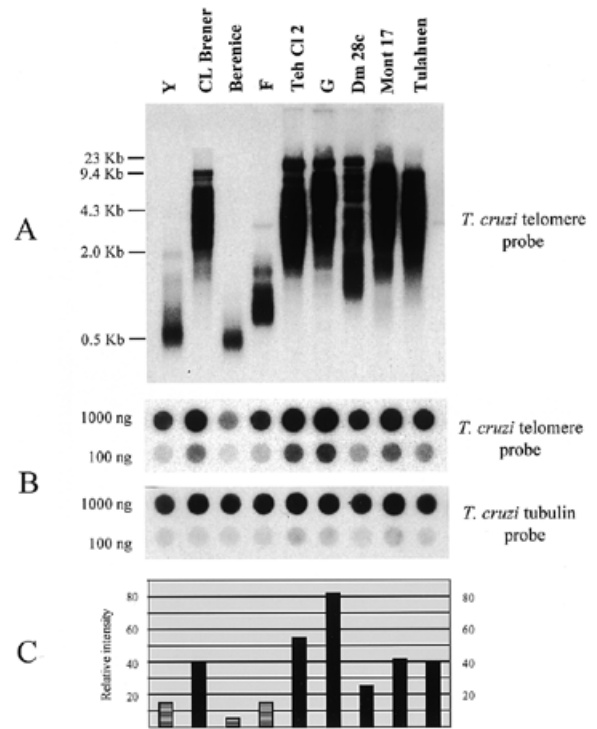 Y
CL Brener
Berenice
F
Teh Cl 2
G
Dm 28c
Mont 17
Tulahuen
A
23 Kb
9.4 Kb
4.3 Kb
2.0 Kb
0.5 Kb
T. cruzi telomere
probe
B
1000 ng
100 ng
T. cruzi telomere
probe
1000 ng
100 ng
T. cruzi tubulin
probe
C
Relative intensity
80
60
40
20
80
60
40
20